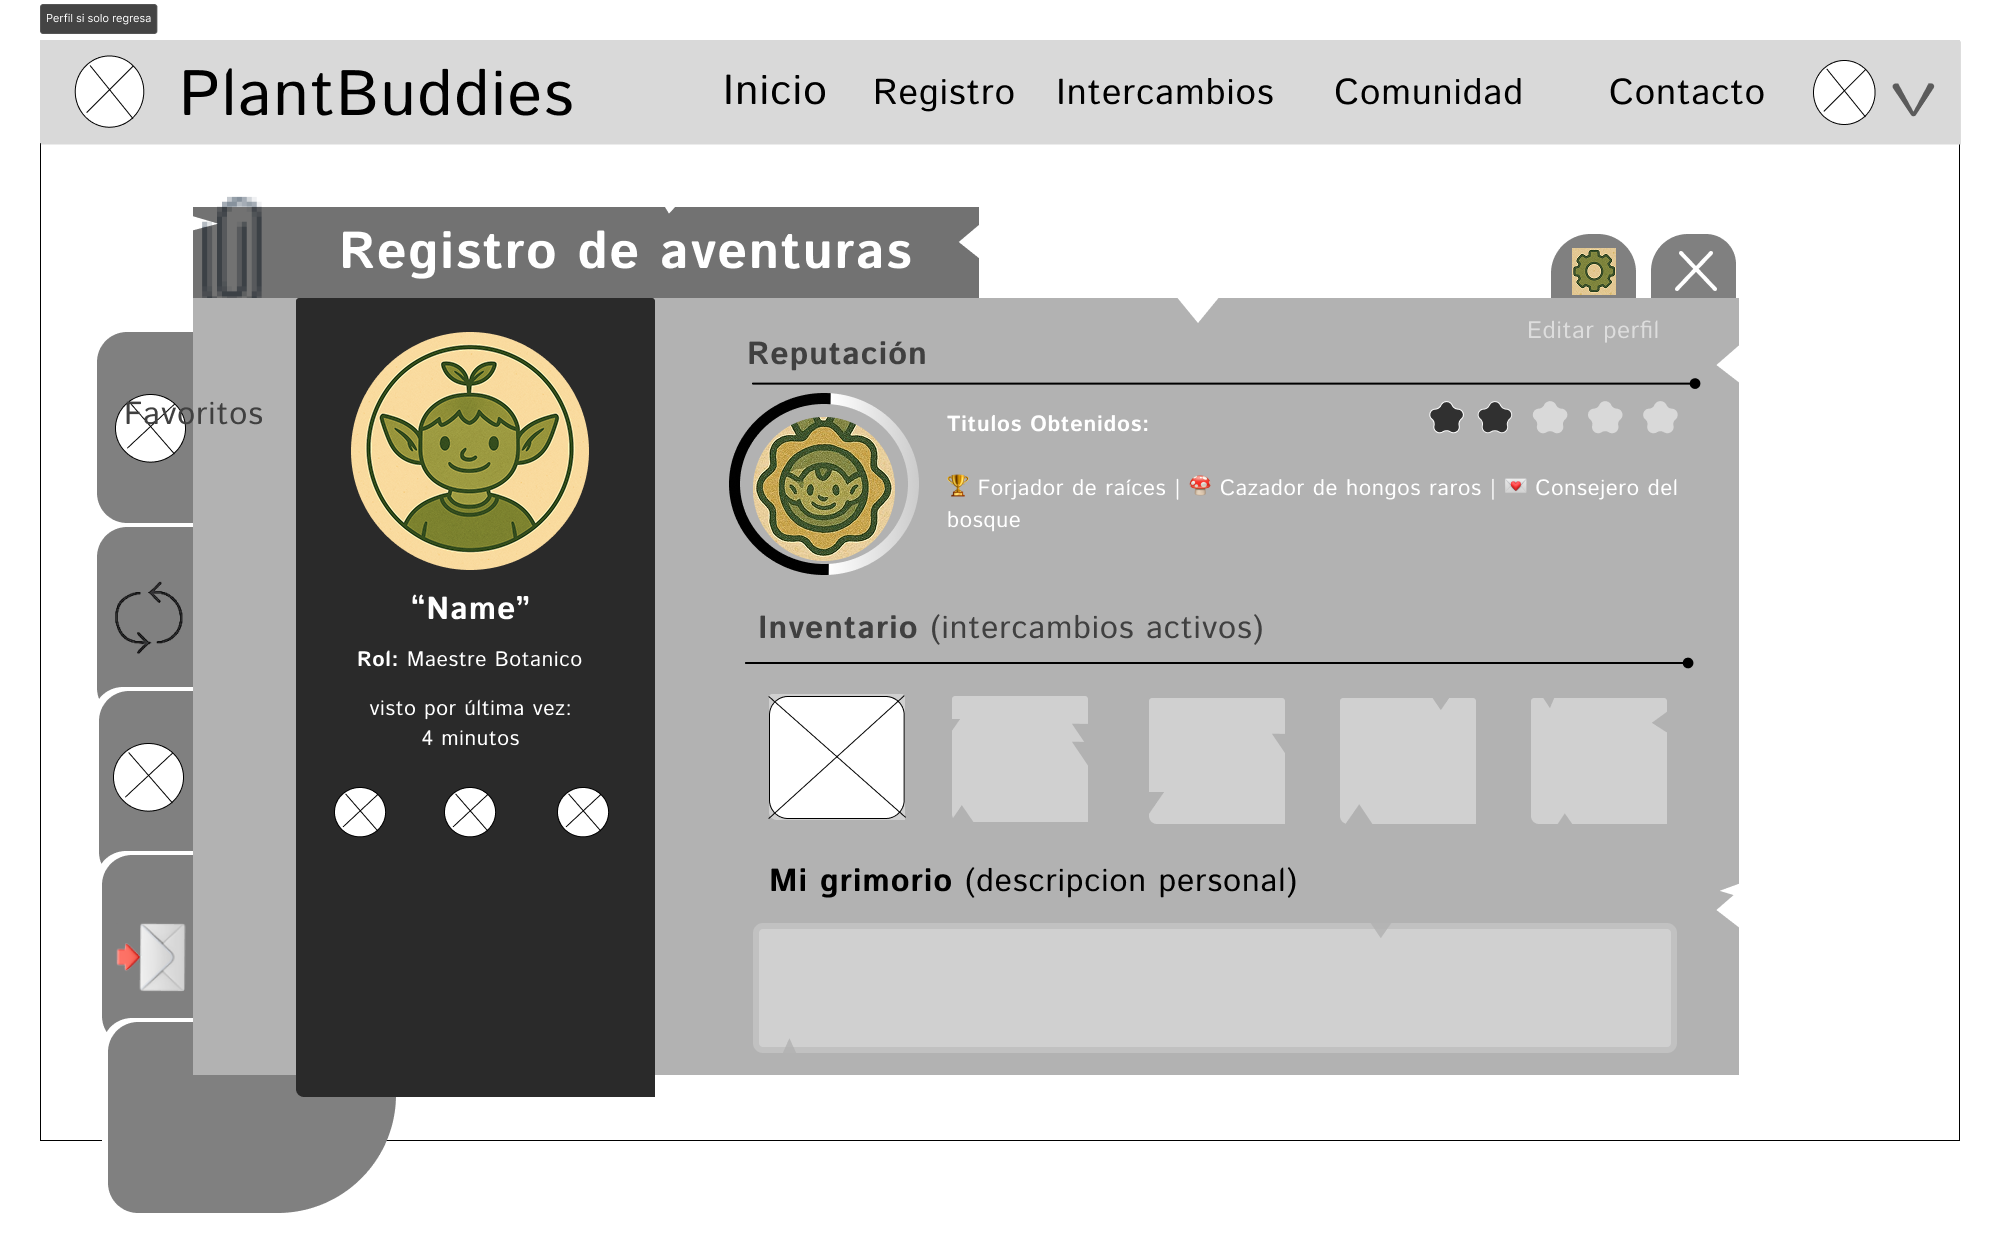 Perfil si solo regresa
PlantBuddies
Inicio
Registro
Intercambios
Comunidad
Contacto
Registro de aventuras
Editar perfil
Favoritos
“Name”
Rol: Maestre Botanico
visto por última vez:
4 minutos
Reputación
Titulos Obtenidos:
🏆 Forjador de raíces | 🍄 Cazador de hongos raros | 💌 Consejero del
bosque
Inventario (intercambios activos)
Mi grimorio (descripcion personal)